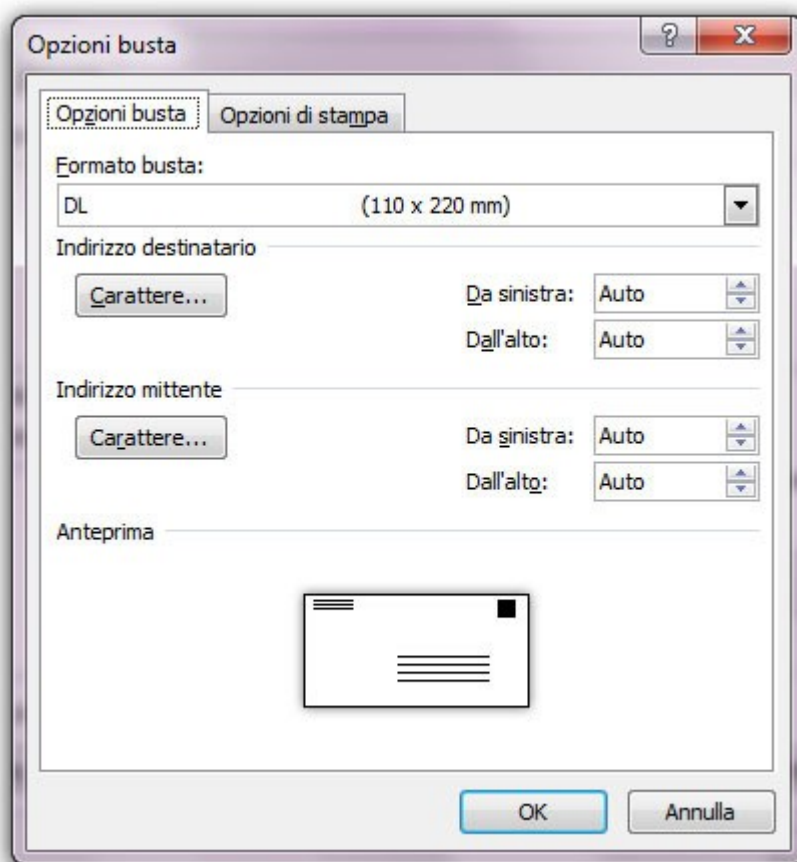 Opzioni busta
Opzioni busta Opzioni di stampa
Formato busta:
DL (110 x 220 mm)
Indirizzo destinatario
Carattere... Da sinistra: Auto
Dall'alto: Auto
Indirizzo mittente
Carattere... Da sinistra: Auto
Dall'alto: Auto
Anteprima
OK Annulla